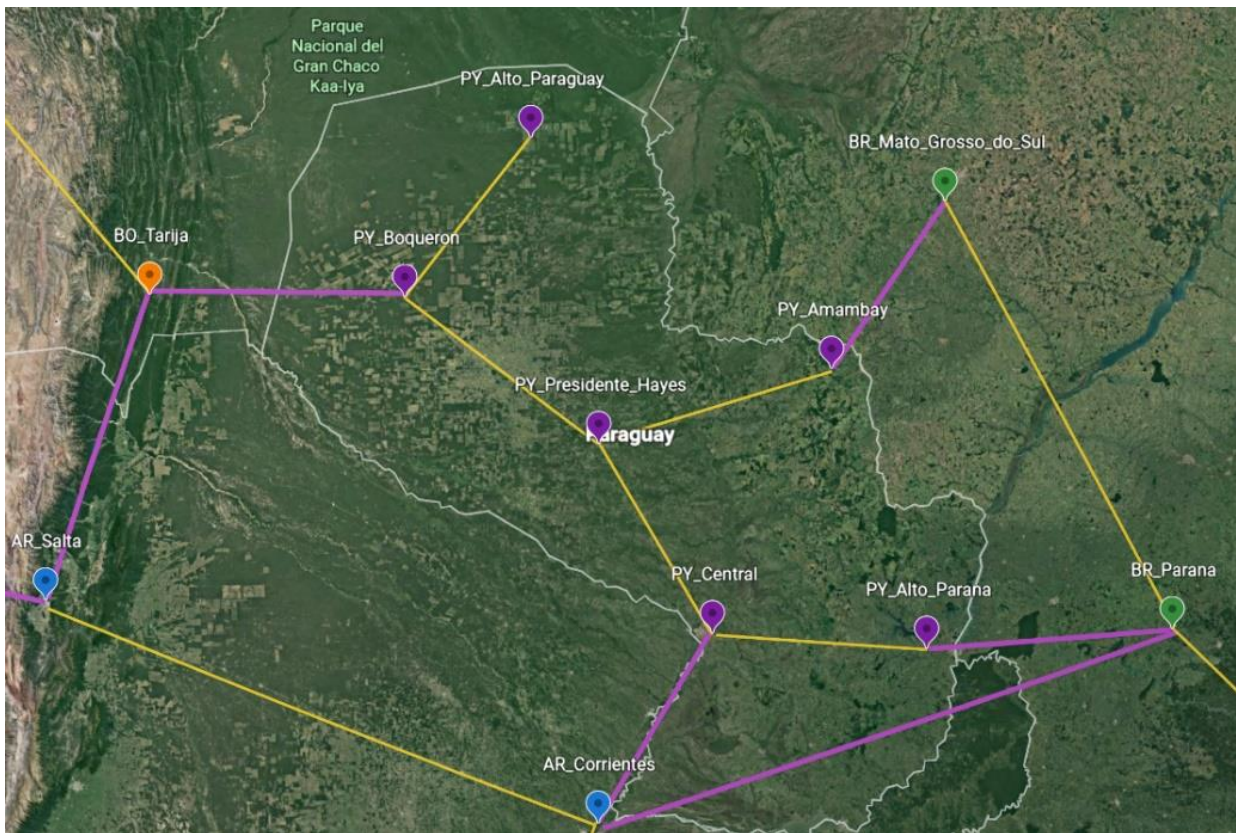 Parque
Nacional del
Gran Chaco
Kaa-Iya
PY_Alto_Paraguay
BR_Mato_Grosso_do_Sul
BO_Tarija
PY_Boqueron
PY_Amambay
PY_Presidente_Hayes
Paraguay
AR_Salta
PY_Central
PY_Alto_Parana
BR_Parana
AR_Corrientes